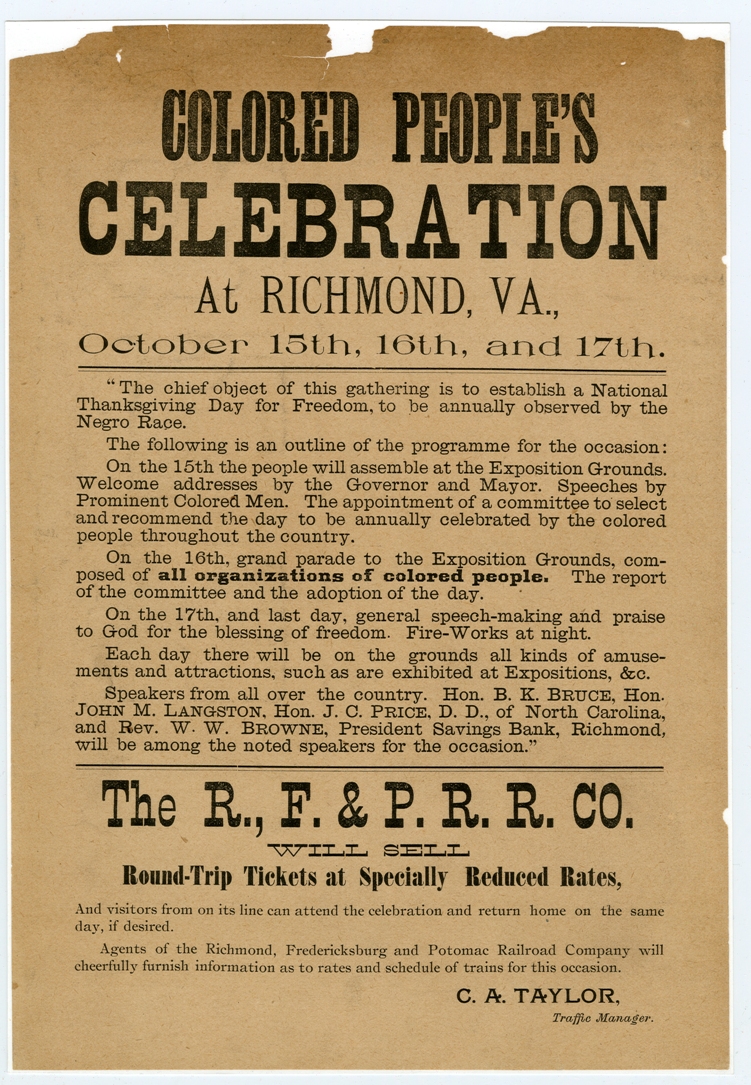 COLORED PEOPLE'S
CELEBRATION
At RICHMOND, VA.,
October 15th, 16th, and 17th.
"The chief object of this gathering is to establish a National
Thanksgiving Day for Freedom, to be annually observed by the
Negro Race.
The following is an outline of the programme for the occasion:
On the 15th the people will assemble at the Exposition Grounds.
Welcome addresses by the Governor and Mayor. Speeches by
Prominent Colored Men. The appointment of a committee to select
and recommend the day to be annually celebrated by the colored
people throughout the country.
On the 16th, grand parade to the Exposition Grounds, com-
posed of all organizations of colored people. The report
of the committee and the adoption of the day.
On the 17th, and last day, general speech-making and praise
to God for the blessing of freedom. Fire-Works at night.
Each day there will be on the grounds all kinds of amuse-
ments and attractions, such as are exhibited at Expositions, &c.
Speakers from all over the country. Hon. B. K. BRUCE, Hon.
JOHN M. LANGSTON, Hon. J. C. PRICE, D. D., of North Carolina,
and Rev. W. W. BROWNE, President Savings Bank, Richmond,
will be among the noted speakers for the occasion."
The R., F. & P. R. R. CO.
WILL SELL
Round-Trip Tickets at Specially Reduced Rates,
And visitors from on its line can attend the celebration and return home on the same
day, if desired.
Agents of the Richmond, Fredericksburg and Potomac Railroad Company will
cheerfully furnish information as to rates and schedule of trains for this occasion.
C. A. TAYLOR,
Traffic Manager.